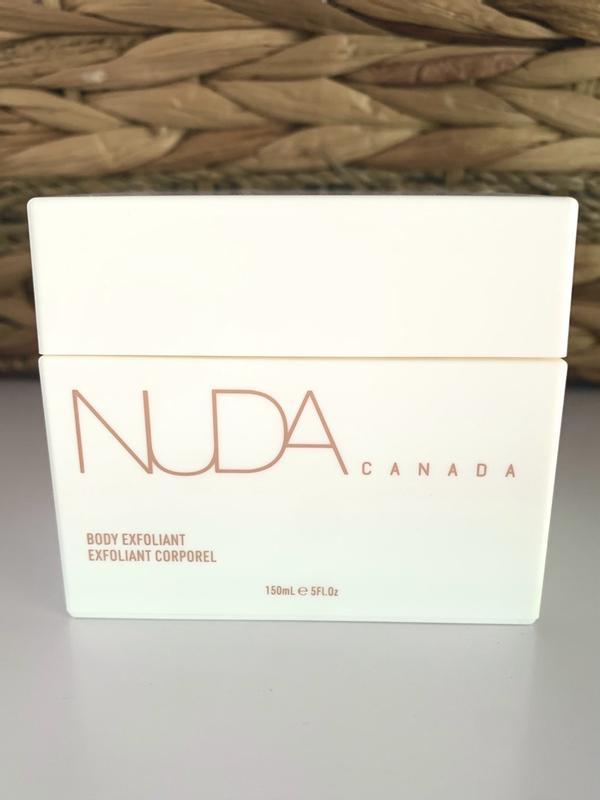 NUDA CANADA
BODY EXFOLIANT
EXFOLIANT CORPOREL
150mL ℮ 5Fl.Oz